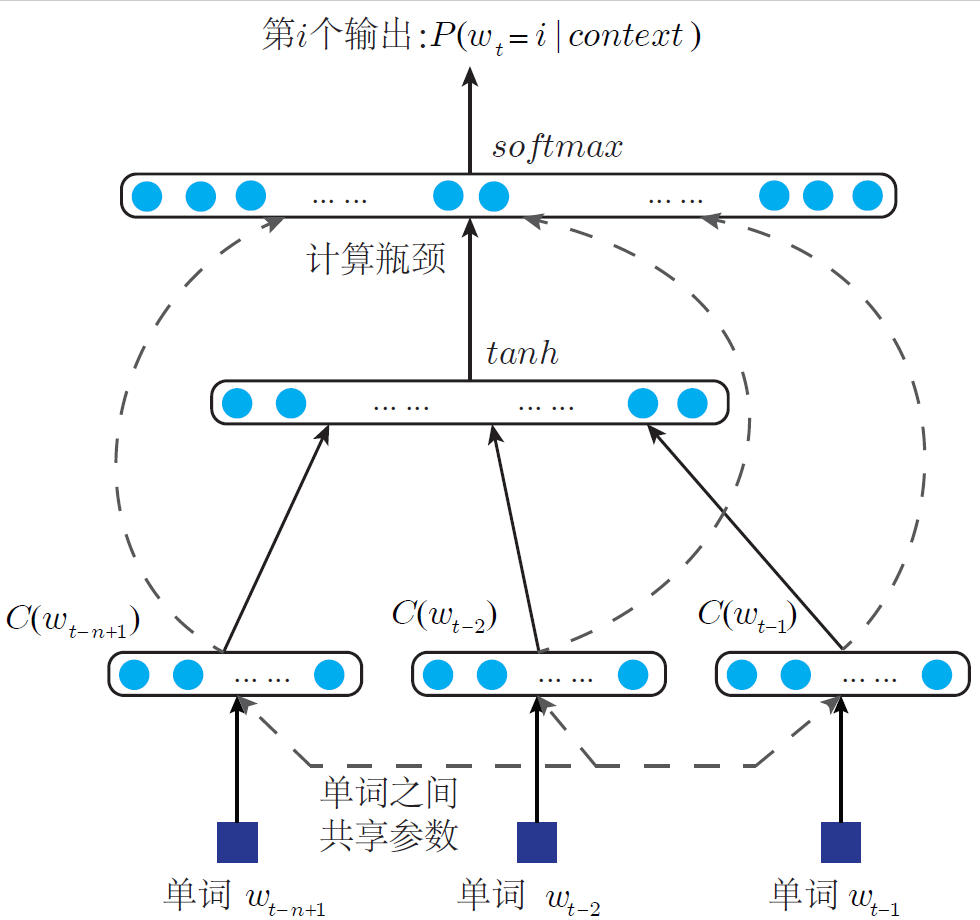 第i个输出:P(w_t=i|context)
softmax
... ...
... ...
计算瓶颈
tanh
... ...
... ...
C(w_{t-n+1})
C(w_{t-2})
C(w_{t-1})
... ...
... ...
... ...
单词之间
共享参数
单词 w_{t-n+1}
单词 w_{t-2}
单词 w_{t-1}